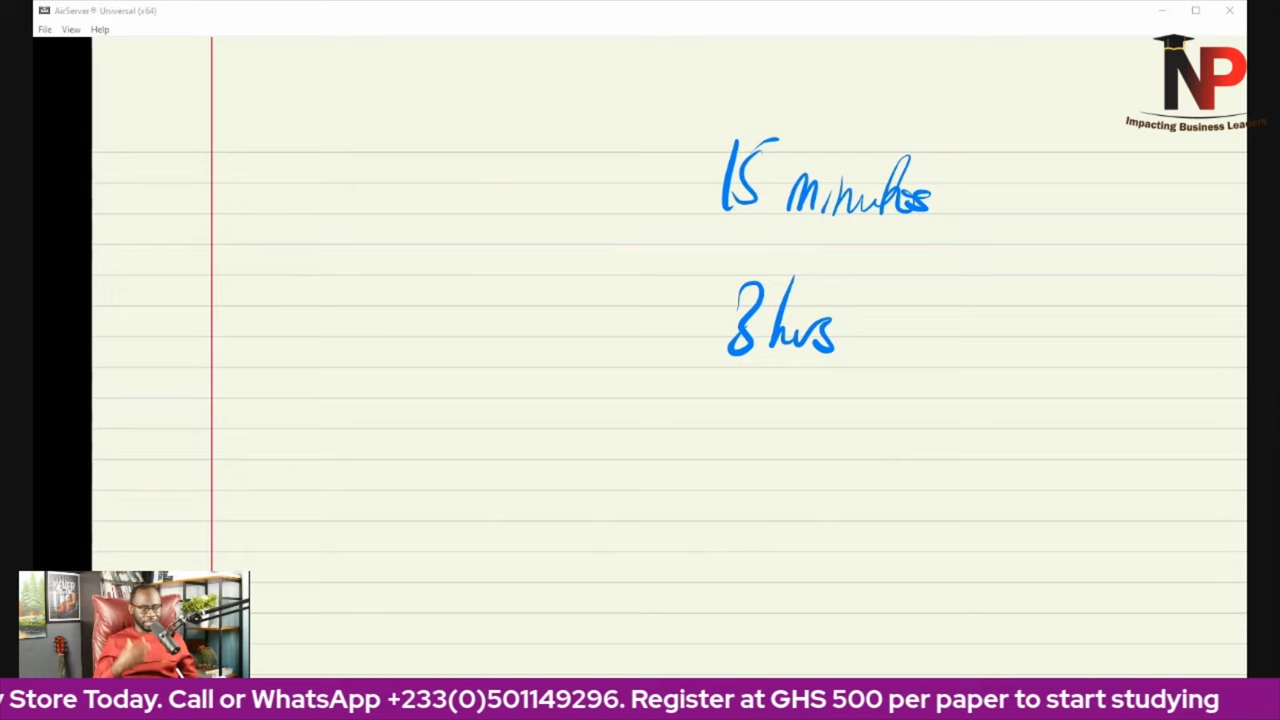 AirServer® Universal (x64)
File View Help
NP
Impacting Business Leaders
15 minutes
3 hrs
y Store Today. Call or WhatsApp +233(0)501149296. Register at GHS 500 per paper to start studying